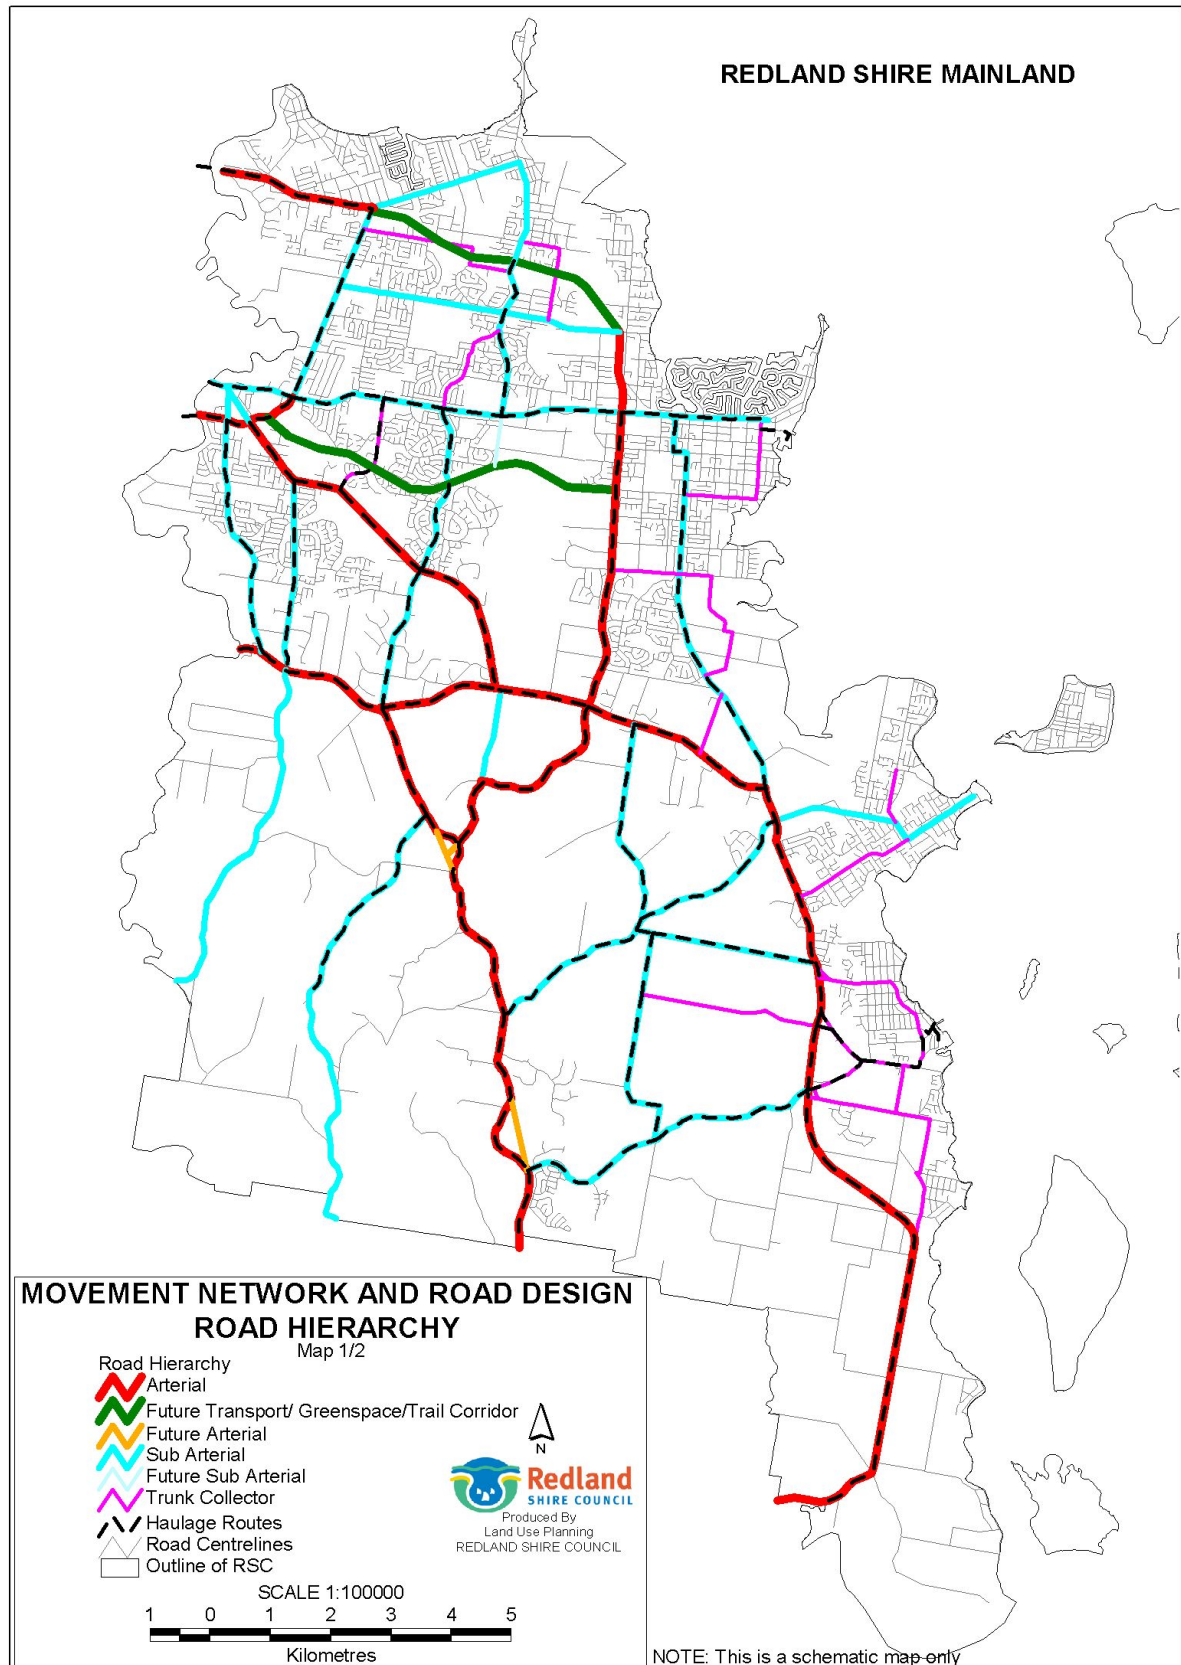 REDLAND SHIRE MAINLAND
MOVEMENT NETWORK AND ROAD DESIGN
ROAD HIERARCHY
Map 1/2
Road Hierarchy
Arterial
Future Transport/ Greenspace/Trail Corridor
Future Arterial
Sub Arterial
Future Sub Arterial
Trunk Collector
Haulage Routes
Road Centrelines
Outline of RSC
N
Redland
SHIRE COUNCIL
Produced By
Land Use Planning
REDLAND SHIRE COUNCIL
SCALE 1:100000
1 0 1 2 3 4 5
Kilometres
NOTE: This is a schematic map only